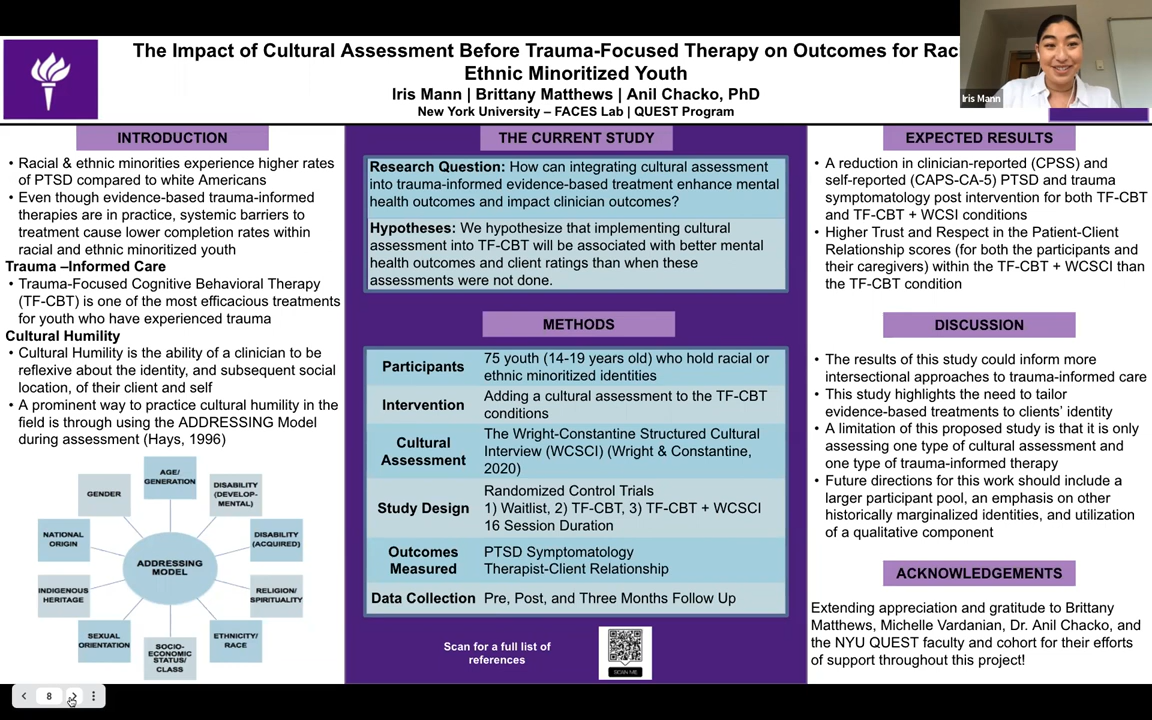 The Impact of Cultural Assessment Before Trauma-Focused Therapy on Outcomes for
Ethnic Minoritized Youth
Iris Mann | Brittany Matthews | Anil Chacko, PhD
New York University – FACES Lab | QUEST Program
Iris Mann
INTRODUCTION
• Racial & ethnic minorities experience higher rates
of PTSD compared to white Americans
• Even though evidence-based trauma-informed
therapies are in practice, systemic barriers to
treatment cause lower completion rates within
racial and ethnic minoritized youth
Trauma –Informed Care
• Trauma-Focused Cognitive Behavioral Therapy
(TF-CBT) is one of the most efficacious treatments
for youth who have experienced trauma
Cultural Humility
• Cultural Humility is the ability of a clinician to be
reflexive about the identity, and subsequent social
location, of their client and self
• A prominent way to practice cultural humility in the
field is through using the ADDRESSING Model
during assessment (Hays, 1996)
AGE/
GENERATION
DISABILITY
(DEVELOP-
MENTAL)
DISABILITY
(ACQUIRED)
RELIGION/
SPIRITUALITY
ETHNICITY/
RACE
SOCIO-
ECONOMIC
STATUS/
CLASS
SEXUAL
ORIENTATION
INDIGENOUS
HERITAGE
NATIONAL
ORIGIN
GENDER
ADDRESSING
MODEL
THE CURRENT STUDY
Research Question: How can integrating cultural assessment
into trauma-informed evidence-based treatment enhance mental
health outcomes and impact clinician outcomes?
Hypotheses: We hypothesize that implementing cultural
assessment into TF-CBT will be associated with better mental
health outcomes and client ratings than when these
assessments were not done.
METHODS
Participants
75 youth (14-19 years old) who hold racial or
ethnic minoritized identities
Intervention
Adding a cultural assessment to the TF-CBT
conditions
Cultural
Assessment
The Wright-Constantine Structured Cultural
Interview (WCSCI) (Wright & Constantine,
2020)
Study Design
Randomized Control Trials
1) Waitlist, 2) TF-CBT, 3) TF-CBT + WCSCI
16 Session Duration
Outcomes
Measured
PTSD Symptomatology
Therapist-Client Relationship
Data Collection
Pre, Post, and Three Months Follow Up
Scan for a full list of
references
SCAN ME
EXPECTED RESULTS
• A reduction in clinician-reported (CPSS) and
self-reported (CAPS-CA-5) PTSD and trauma
symptomatology post intervention for both TF-CBT
and TF-CBT + WCSI conditions
• Higher Trust and Respect in the Patient-Client
Relationship scores (for both the participants and
their caregivers) within the TF-CBT + WCSCI than
the TF-CBT condition
DISCUSSION
• The results of this study could inform more
intersectional approaches to trauma-informed care
• This study highlights the need to tailor
evidence-based treatments to clients’ identity
• A limitation of this proposed study is that it is only
assessing one type of cultural assessment and
one type of trauma-informed therapy
• Future directions for this work should include a
larger participant pool, an emphasis on other
historically marginalized identities, and utilization
of a qualitative component
ACKNOWLEDGEMENTS
Extending appreciation and gratitude to Brittany
Matthews, Michelle Vardanian, Dr. Anil Chacko, and
the NYU QUEST faculty and cohort for their efforts
of support throughout this project!
8